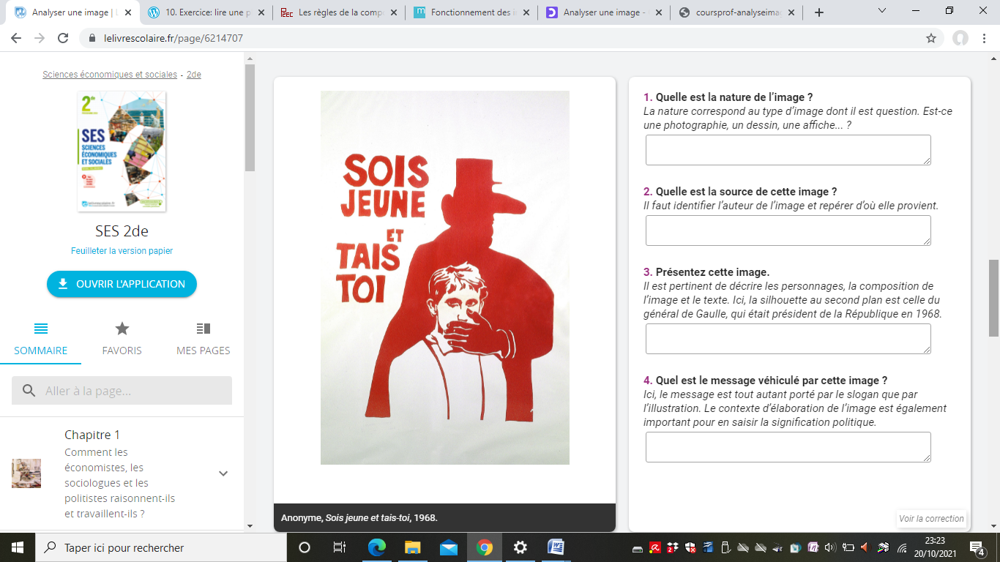 Analyser une image | L
10. Exercice: lire une p
Les règles de la compo
Fonctionnement des i
Analyser une image -
coursprof-analyseima
lelivrescolaire.fr/page/6214707
Sciences économiques et sociales - 2de
2de
SES
SCIENCES
ÉCONOMIQUES
ET SOCIALES
SES 2de
Feuilleter la version papier
OUVRIR L'APPLICATION
SOMMAIRE
FAVORIS
MES PAGES
Aller à la page...
Chapitre 1
Comment les
économistes, les
sociologues et les
politistes raisonnent-ils
et travaillent-ils ?
SOIS
JEUNE
ET
TAIS
TOI
Anonyme, Sois jeune et tais-toi, 1968.
1. Quelle est la nature de l'image ?
La nature correspond au type d'image dont il est question. Est-ce
une photographie, un dessin, une affiche... ?
2. Quelle est la source de cette image ?
Il faut identifier l'auteur de l'image et repérer d'où elle provient.
3. Présentez cette image.
Il est pertinent de décrire les personnages, la composition de
l'image et le texte. Ici, la silhouette au second plan est celle du
général de Gaulle, qui était président de la République en 1968.
4. Quel est le message véhiculé par cette image ?
Ici, le message est tout autant porté par le slogan que par
l'illustration. Le contexte d'élaboration de l'image est également
important pour en saisir la signification politique.
Voir la correction
Taper ici pour rechercher
23:23
20/10/2021
4